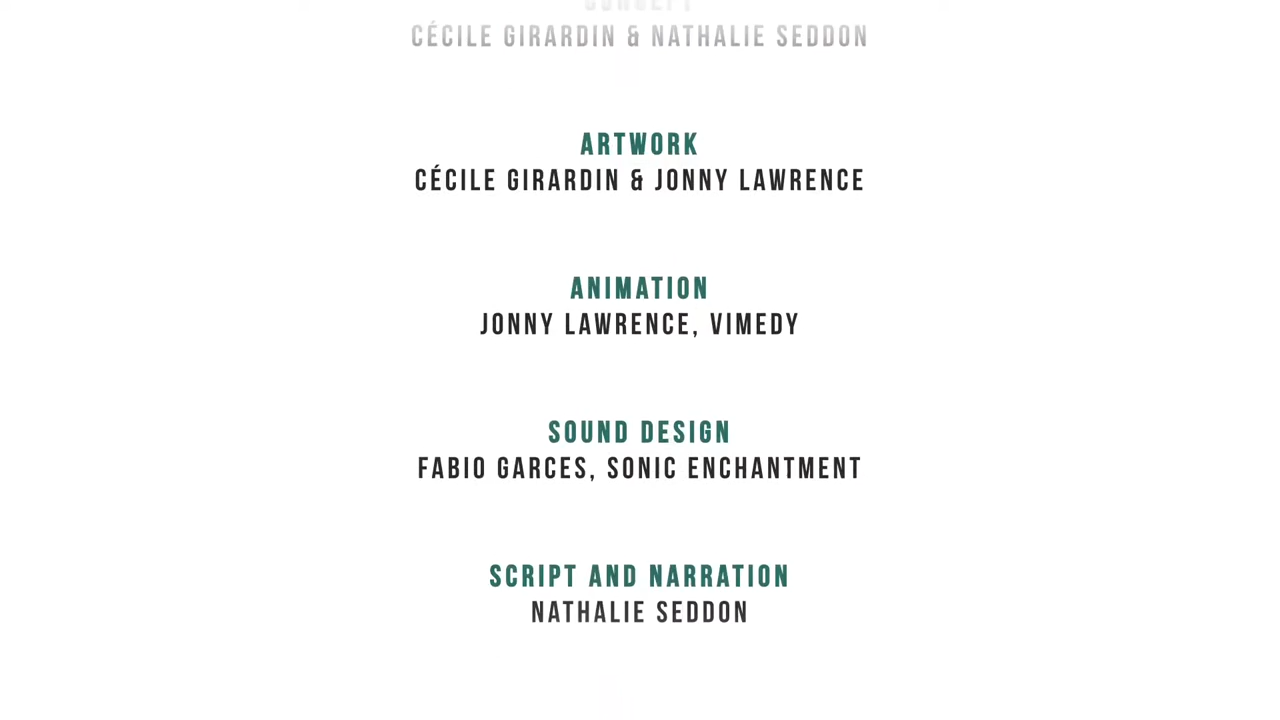 CONCEPT
CÉCILE GIRARDIN & NATHALIE SEDDON
ARTWORK
CÉCILE GIRARDIN & JONNY LAWRENCE
ANIMATION
JONNY LAWRENCE, VIMEDY
SOUND DESIGN
FABIO GARCES, SONIC ENCHANTMENT
SCRIPT AND NARRATION
NATHALIE SEDDON